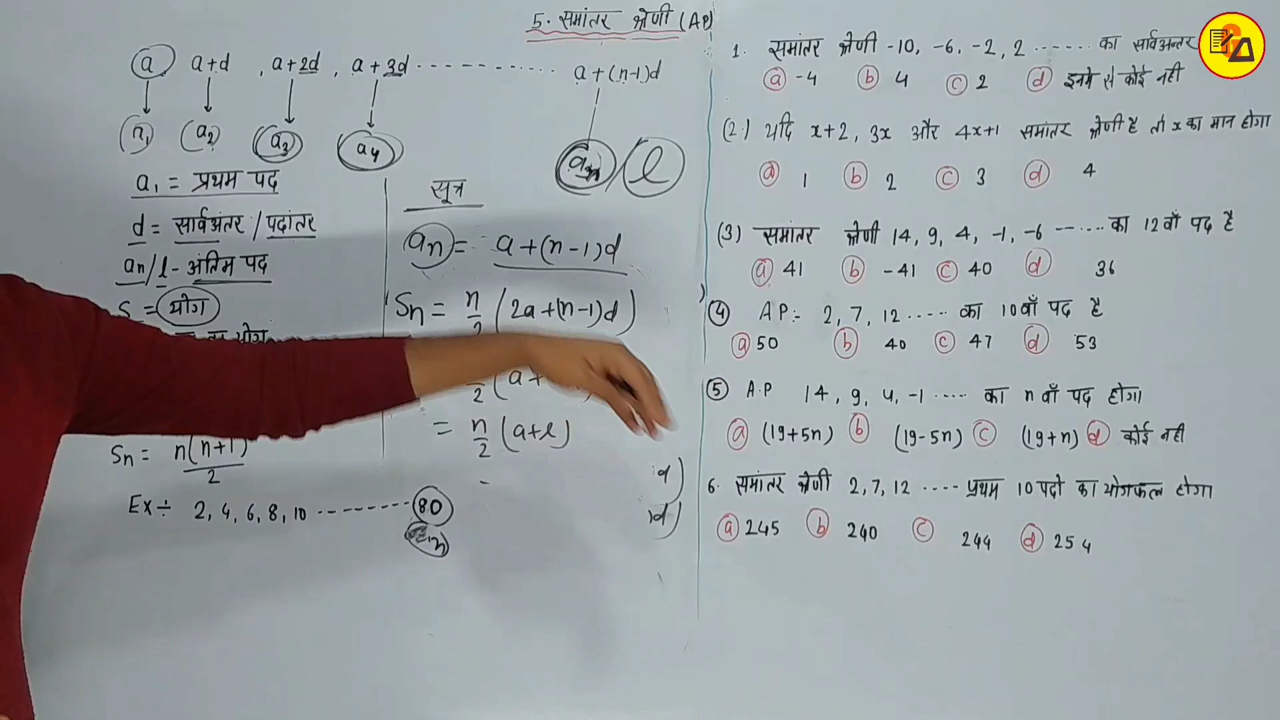 5. समांतर श्रेणी (AP)
a a+d , a+2d , a+3d - - - - - - - - - - - - - a+(n-1)d
a2 a3 a4 an / l
a1 = प्रथम पद
d = सार्वअंतर / पदांतर
an/l - अंतिम पद
S = योग
Sn = n(n+1)/2
Ex ÷ 2, 4, 6, 8, 10 - - - - - - - - 80
सूत्र
an = a+(n-1)d
Sn = n/2 (2a+(n-1)d)
= n/2 (a+l)
1. समांतर श्रेणी -10, -6, -2, 2 ....... का सार्वअन्तर
a -4 b 4 c 2 d इनमे से कोई नही
(2.) यदि x+2, 3x और 4x+1 समांतर श्रेणी है तो x का मान होगा
a 1 b 2 c 3 d 4
(3) समांतर श्रेणी 14, 9, 4, -1, -6 ....... का 12 वाँ पद है
a 41 b -41 c 40 d 36
4 AP:- 2, 7, 12 ..... का 10 वाँ पद है
a 50 b 40 c 47 d 53
5 A.P 14, 9, 4, -1 ..... का n वाँ पद होगा
a (19+5n) b (19-5n) c (19+n) d कोई नही
6. समांतर श्रेणी 2, 7, 12 ..... प्रथम 10 पदो का योगफल होगा
a 245 b 240 c 244 d 254